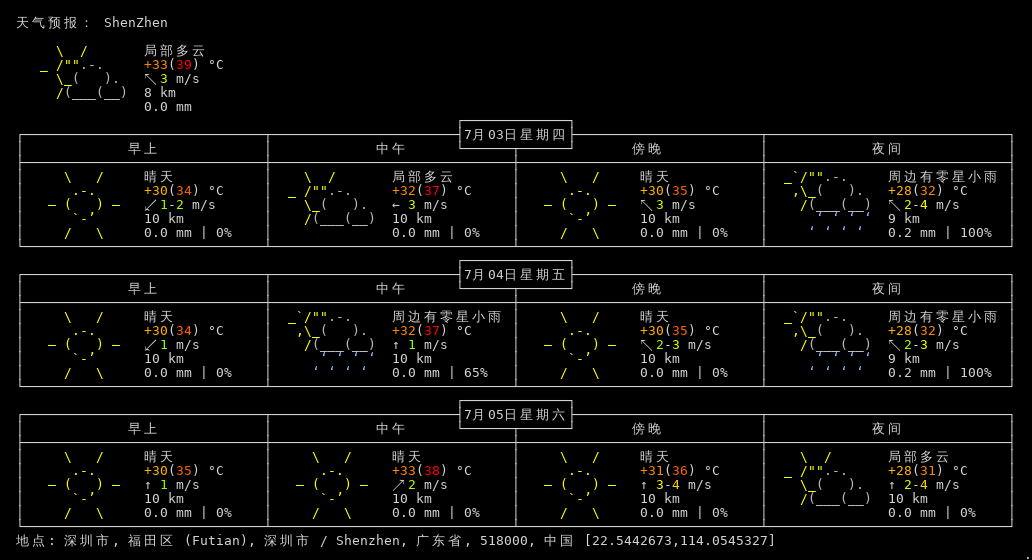 天气预报: ShenZhen
局部多云
+33(39) °C
↖3 m/s
8 km
0.0 mm
7月03日星期四
早上 中午 傍晚 夜间
晴天 局部多云 晴天 周边有零星小雨
+30(34) °C +32(37) °C +30(35) °C +28(32) °C
↙1-2 m/s ← 3 m/s ↖3 m/s ↖2-4 m/s
10 km 10 km 10 km 9 km
0.0 mm | 0% 0.0 mm | 0% 0.0 mm | 0% 0.2 mm | 100%
7月04日星期五
早上 中午 傍晚 夜间
晴天 周边有零星小雨 晴天 周边有零星小雨
+30(34) °C +32(37) °C +30(35) °C +28(32) °C
↙1 m/s ↑ 1 m/s ↖2-3 m/s ↖2-3 m/s
10 km 10 km 10 km 9 km
0.0 mm | 0% 0.0 mm | 65% 0.0 mm | 0% 0.2 mm | 100%
7月05日星期六
早上 中午 傍晚 夜间
晴天 晴天 晴天 局部多云
+30(35) °C +33(38) °C +31(36) °C +28(31) °C
↑ 1 m/s ↗2 m/s ↑ 3-4 m/s ↑ 2-4 m/s
10 km 10 km 10 km 10 km
0.0 mm | 0% 0.0 mm | 0% 0.0 mm | 0% 0.0 mm | 0%
地点: 深圳市, 福田区 (Futian), 深圳市 / Shenzhen, 广东省, 518000, 中国 [22.5442673,114.0545327]